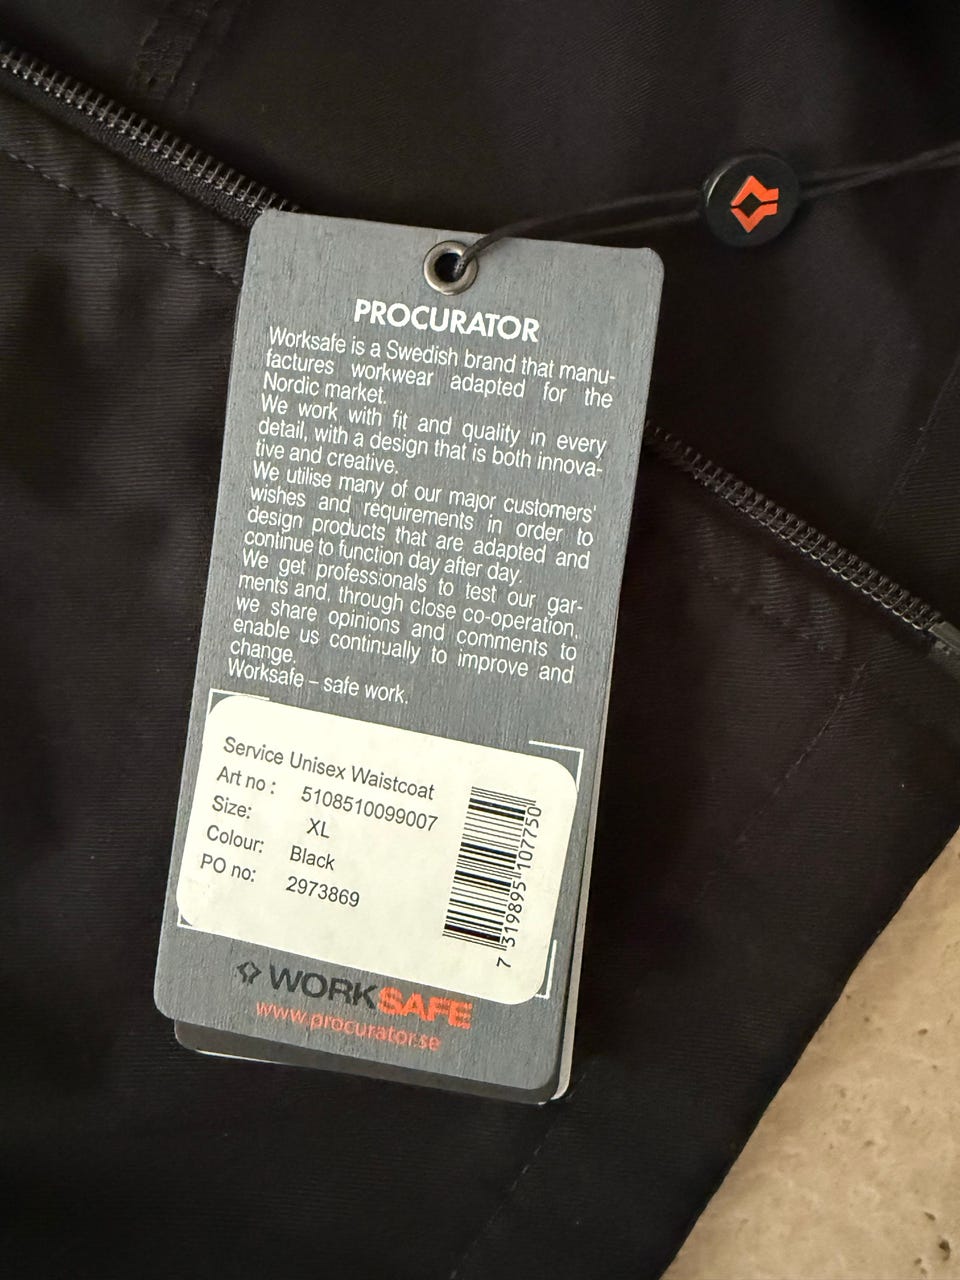 PROCURATOR
Worksafe is a Swedish brand that manu-
factures workwear adapted for the
Nordic market.
We work with fit and quality in every
detail, with a design that is both innova-
tive and creative.
We utilise many of our major customers'
wishes and requirements in order to
design products that are adapted and
continue to function day after day.
We get professionals to test our gar-
ments and, through close co-operation,
we share opinions and comments to
enable us continually to improve and
change.
Worksafe – safe work.
Service Unisex Waistcoat
Art no : 5108510099007
Size: XL
Colour: Black
PO no: 2973869
7 319895 107750
WORKSAFE
www.procurator.se